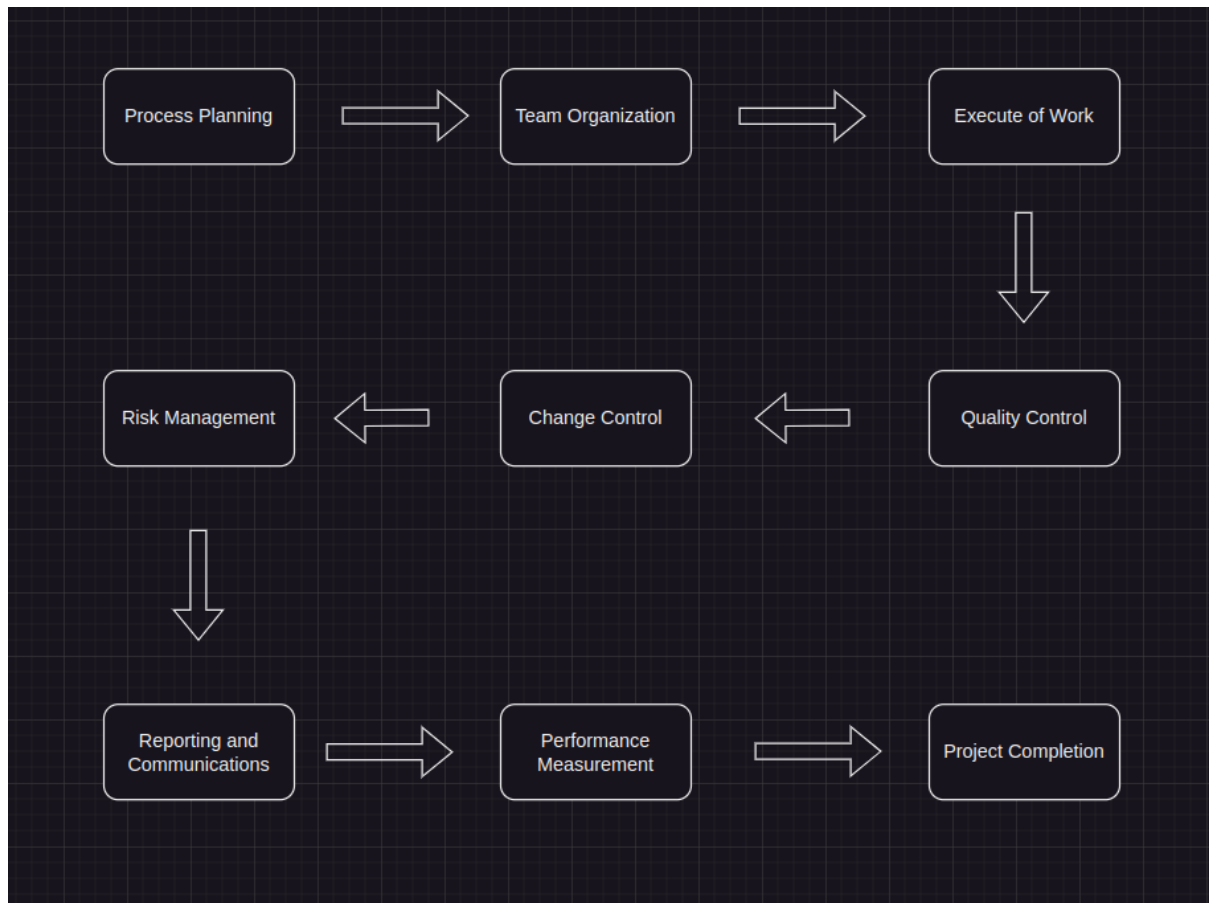 Process Planning
Team Organization
Execute of Work
Quality Control
Change Control
Risk Management
Reporting and
Communications
Performance
Measurement
Project Completion